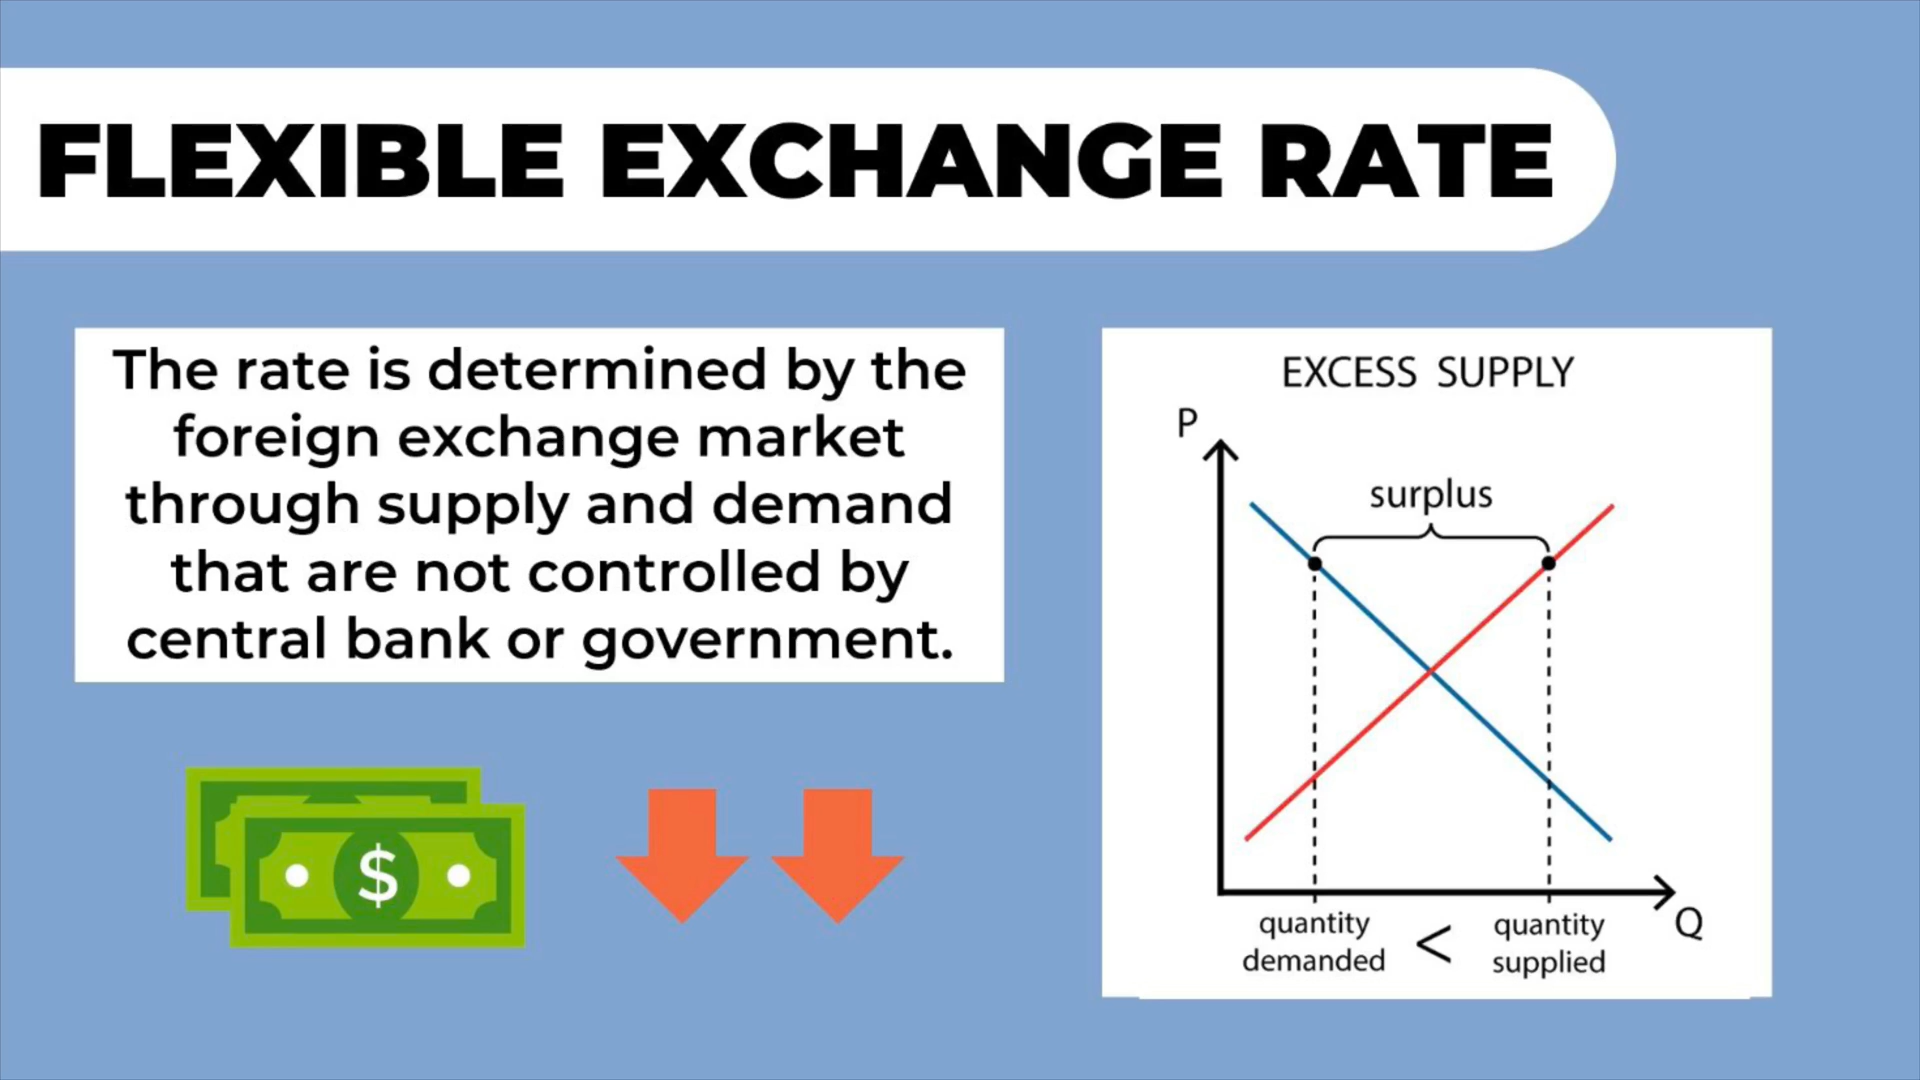 FLEXIBLE EXCHANGE RATE
The rate is determined by the
foreign exchange market
through supply and demand
that are not controlled by
central bank or government.
$
EXCESS SUPPLY
P
surplus
quantity
demanded
<
quantity
supplied
Q